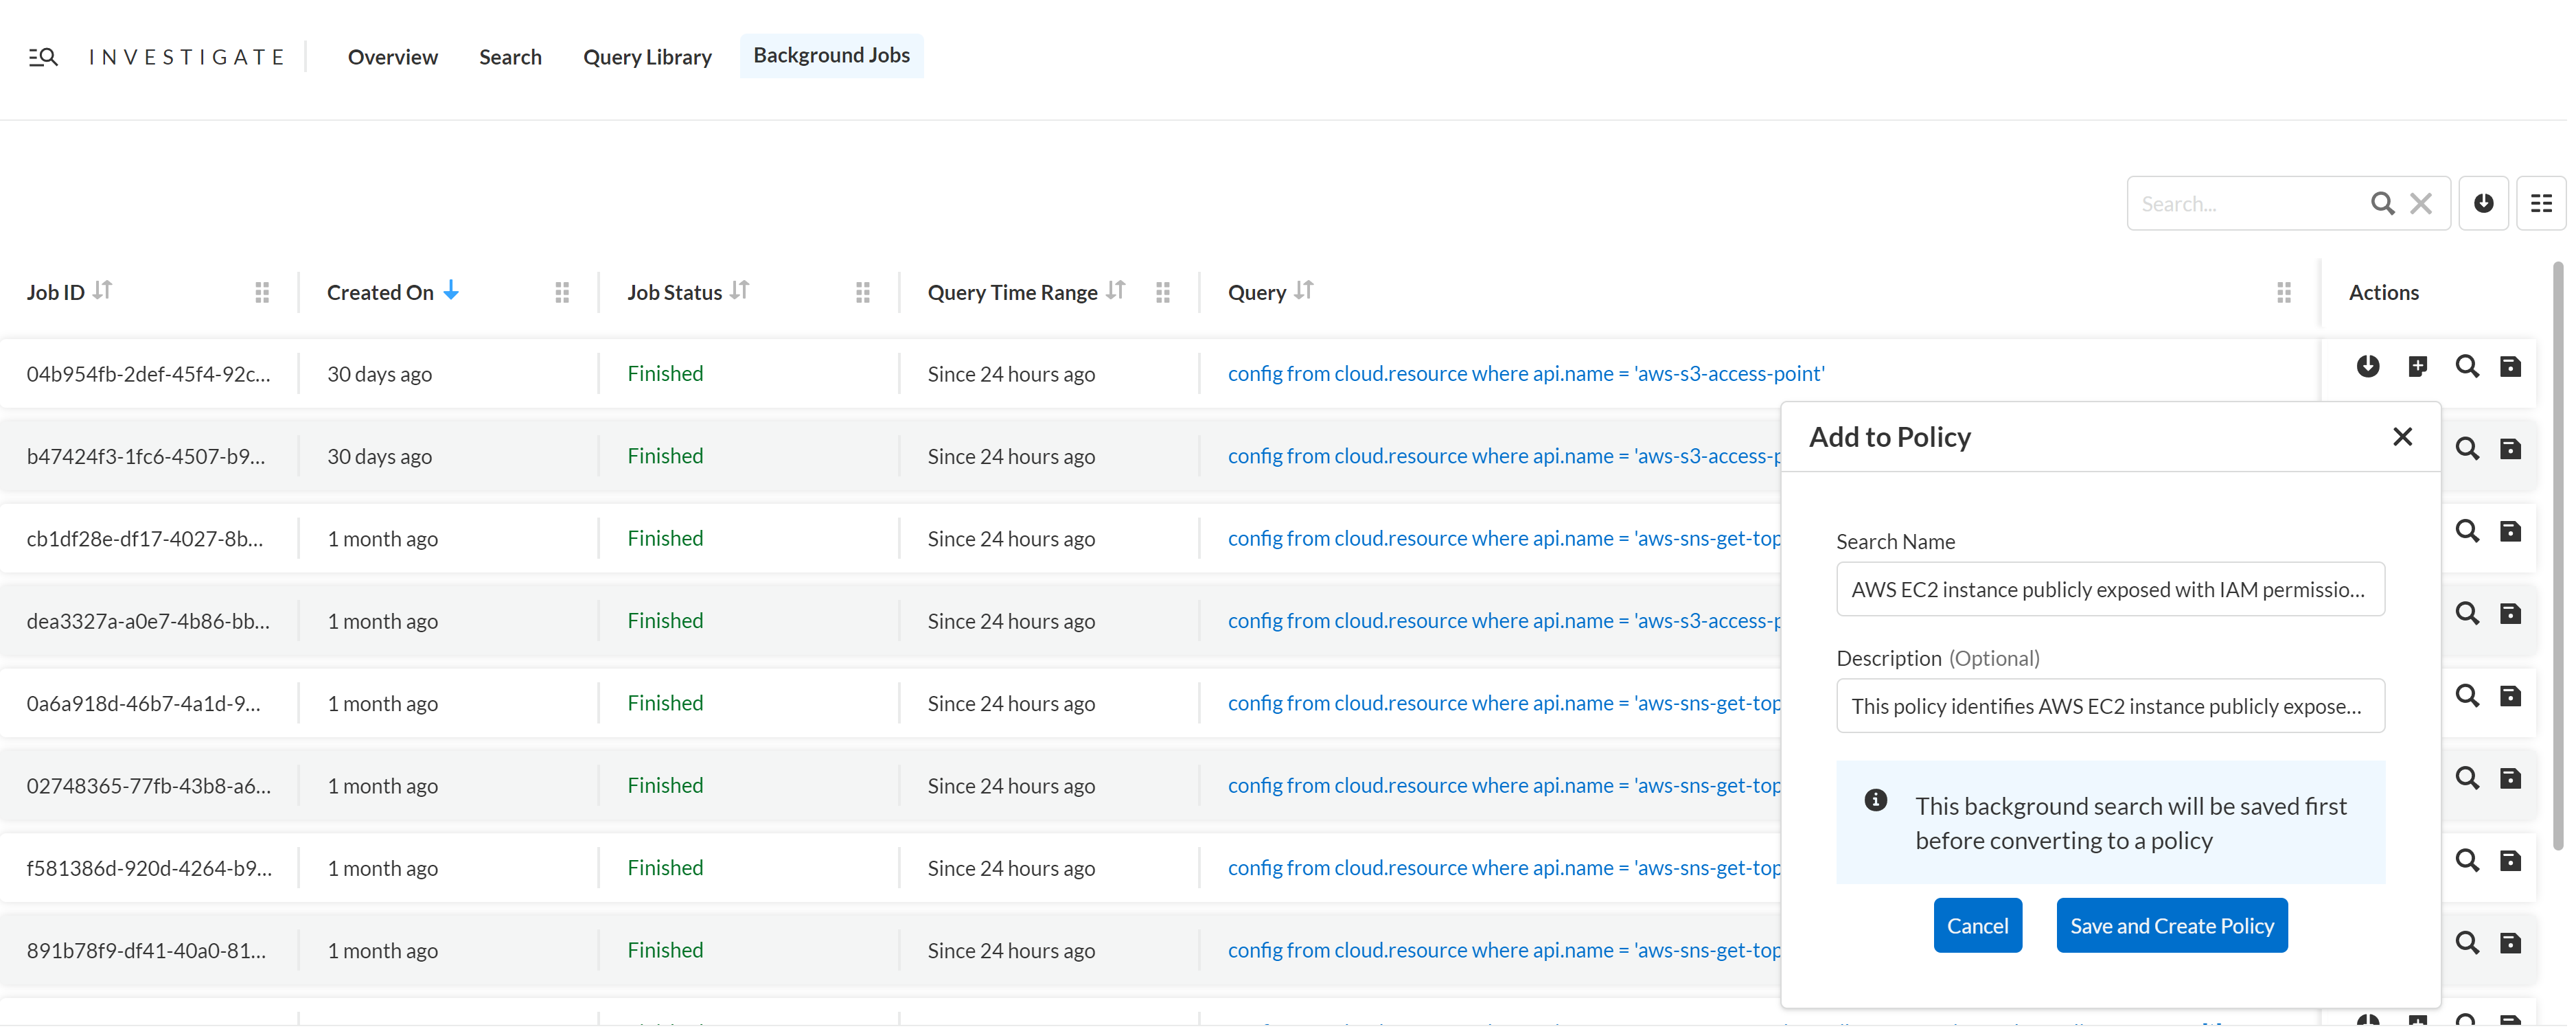 INVESTIGATE Overview Search Query Library Background Jobs
Search...
Job ID Created On Job Status Query Time Range Query Actions
04b954fb-2def-45f4-92c... 30 days ago Finished Since 24 hours ago config from cloud.resource where api.name = 'aws-s3-access-point'
b47424f3-1fc6-4507-b9... 30 days ago Finished Since 24 hours ago config from cloud.resource where api.name = 'aws-s3-access-p
cb1df28e-df17-4027-8b... 1 month ago Finished Since 24 hours ago config from cloud.resource where api.name = 'aws-sns-get-top
dea3327a-a0e7-4b86-bb... 1 month ago Finished Since 24 hours ago config from cloud.resource where api.name = 'aws-s3-access-p
0a6a918d-46b7-4a1d-9... 1 month ago Finished Since 24 hours ago config from cloud.resource where api.name = 'aws-sns-get-top
02748365-77fb-43b8-a6... 1 month ago Finished Since 24 hours ago config from cloud.resource where api.name = 'aws-sns-get-top
f581386d-920d-4264-b9... 1 month ago Finished Since 24 hours ago config from cloud.resource where api.name = 'aws-sns-get-top
891b78f9-df41-40a0-81... 1 month ago Finished Since 24 hours ago config from cloud.resource where api.name = 'aws-sns-get-top
Add to Policy
Search Name
AWS EC2 instance publicly exposed with IAM permissio...
Description (Optional)
This policy identifies AWS EC2 instance publicly expose...
This background search will be saved first
before converting to a policy
Cancel Save and Create Policy